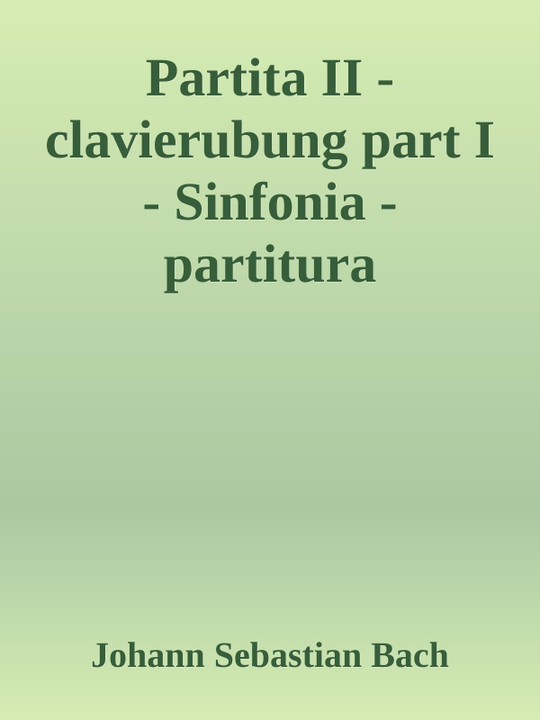 Partita II -
clavierubung part I
- Sinfonia -
partitura
Johann Sebastian Bach